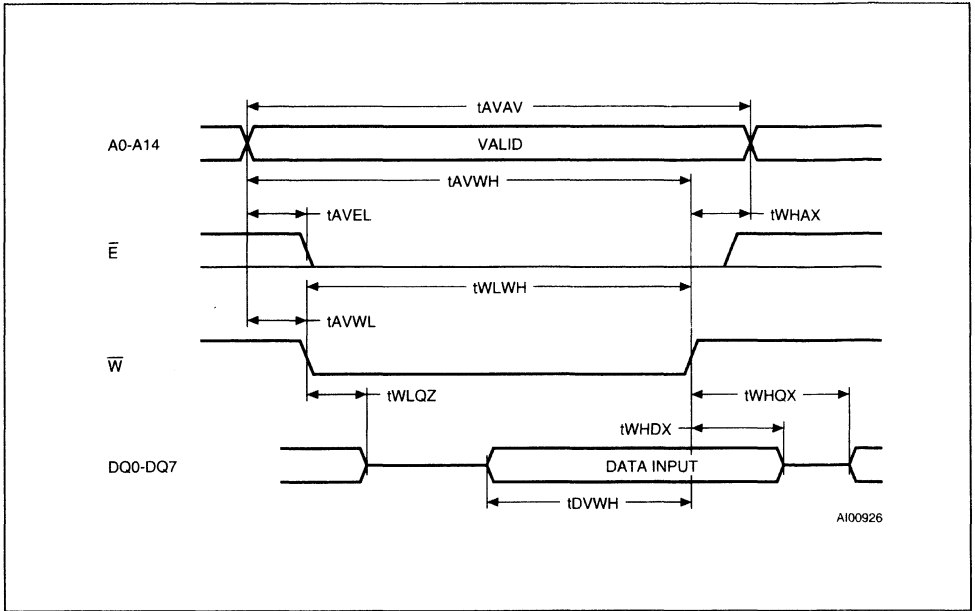 tAVAV
A0-A14
VALID
tAVWH
tAVEL
tWHAX
E̅
tWLWH
tAVWL
W̅
tWLQZ
tWHQX
tWHDX
DQ0-DQ7
DATA INPUT
tDVWH
AI00926